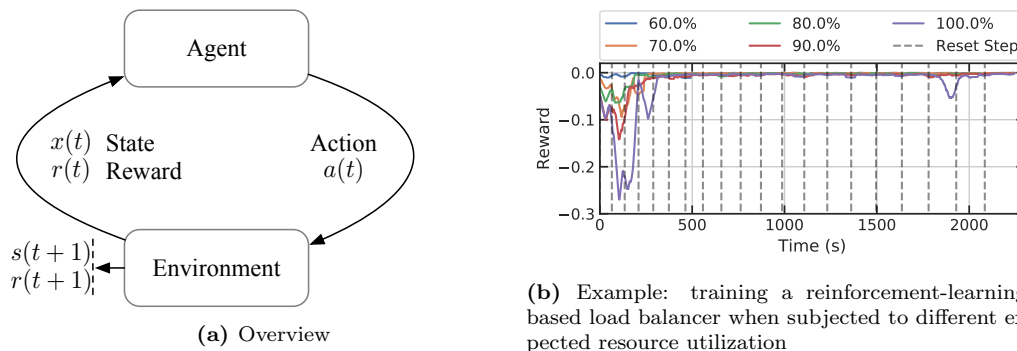 Agent
x(t) State
r(t) Reward
Action
a(t)
s(t + 1)
r(t + 1)
Environment
(a) Overview
60.0% 80.0% 100.0%
70.0% 90.0% Reset Step
0.0
−0.1
−0.2
−0.3
Reward
0 500 1000 1500 2000
Time (s)
(b) Example: training a reinforcement-learning
based load balancer when subjected to different ex
pected resource utilization